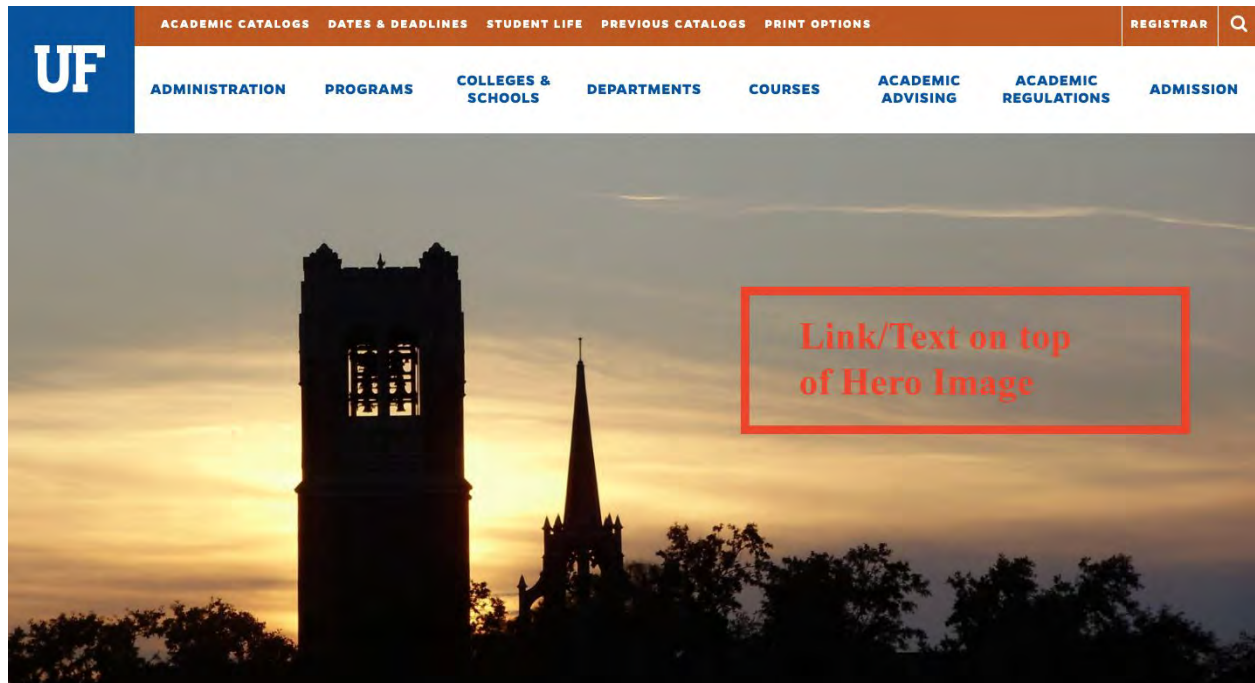 ACADEMIC CATALOGS DATES & DEADLINES STUDENT LIFE PREVIOUS CATALOGS PRINT OPTIONS REGISTRAR
UF
ADMINISTRATION PROGRAMS COLLEGES & SCHOOLS DEPARTMENTS COURSES ACADEMIC ADVISING ACADEMIC REGULATIONS ADMISSION
Link/Text on top
of Hero Image